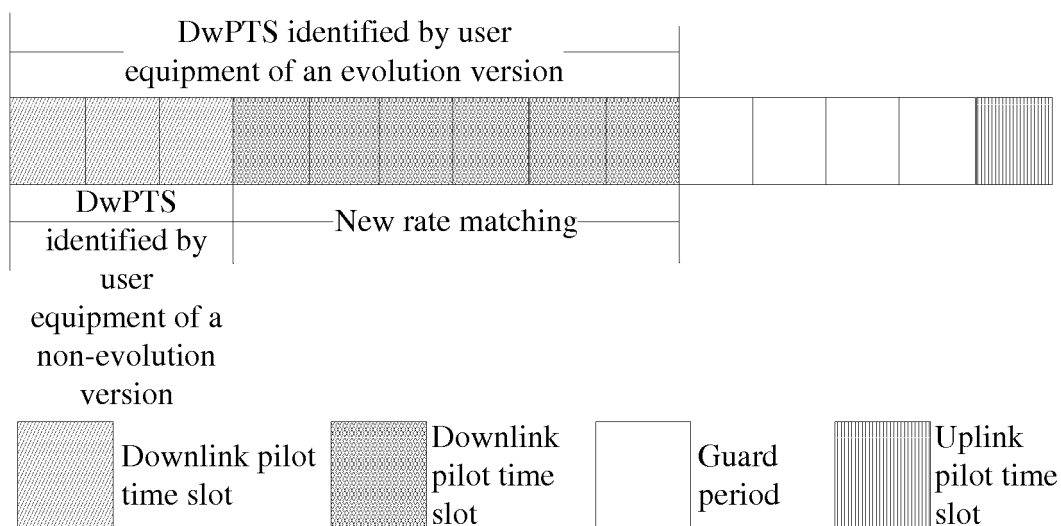 DwPTS identified by user
equipment of an evolution version
DwPTS
identified by
user
equipment of a
non-evolution
version
New rate matching
Downlink pilot
time slot
Downlink
pilot time
slot
Guard
period
Uplink
pilot time
slot